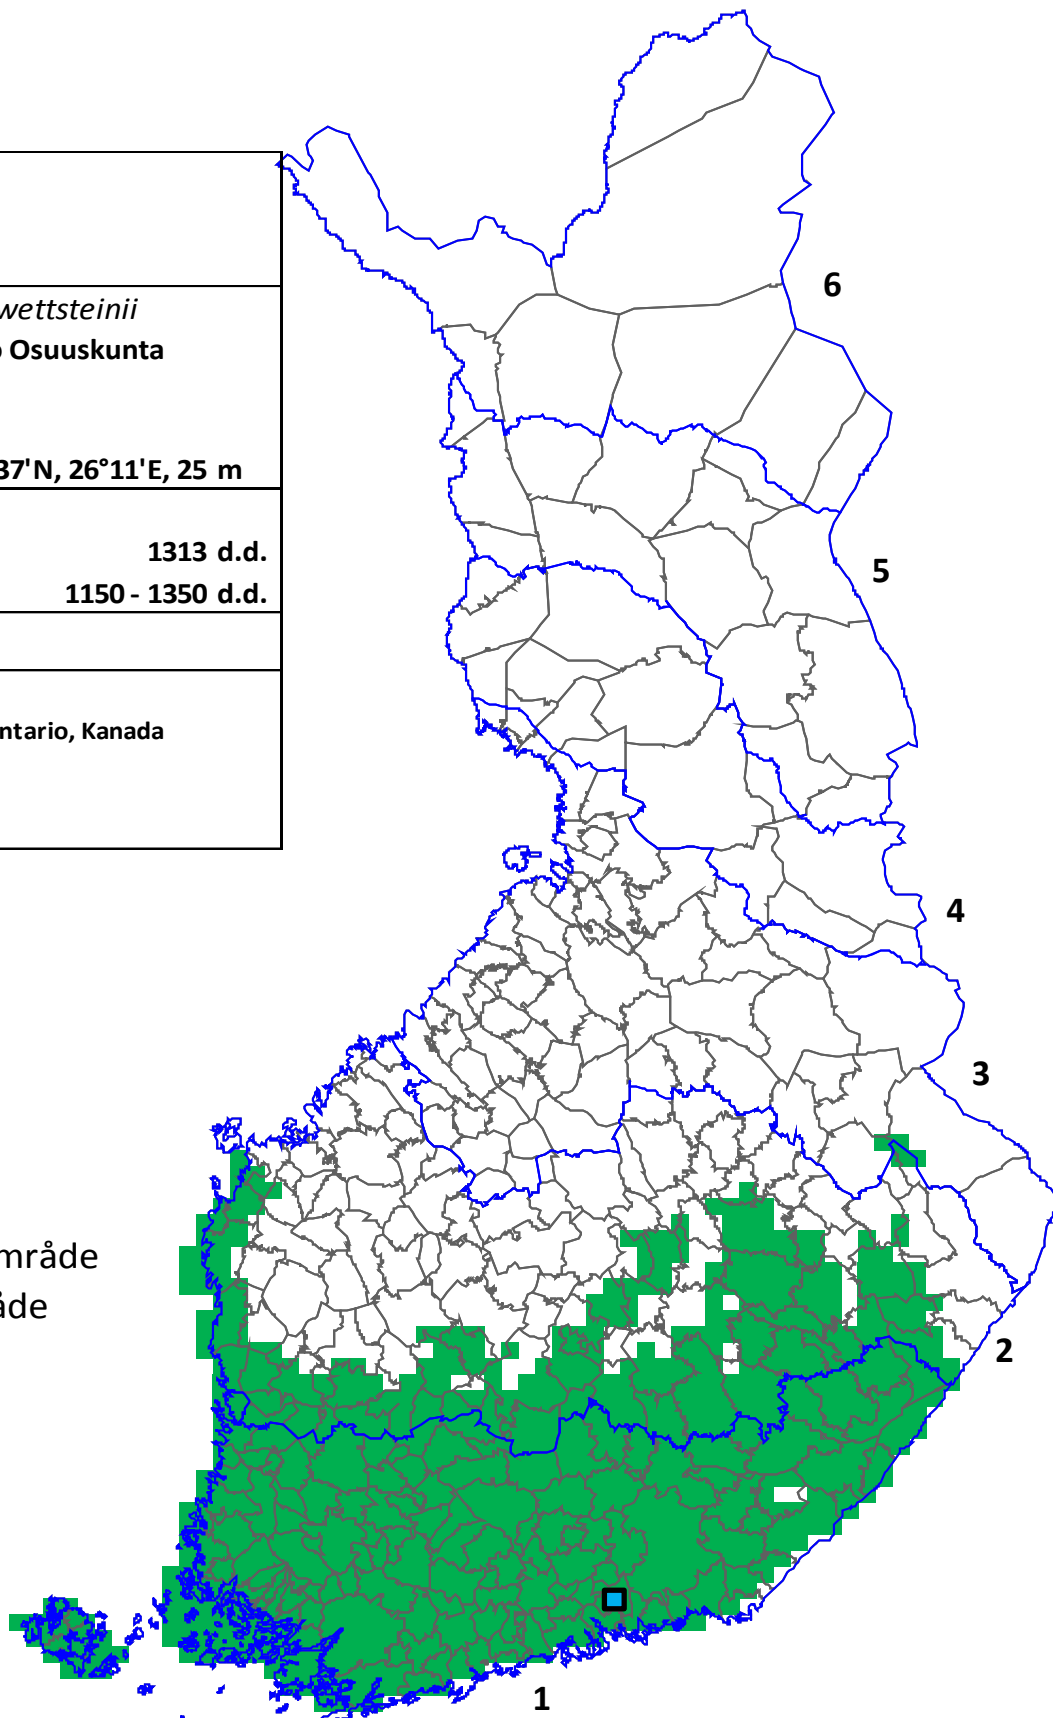 wettsteinii
Osuuskunta
37'N, 26°11'E, 25 m
1313 d.d.
1150 - 1350 d.d.
ntario, Kanada
mråde
åde
6
5
4
3
2
1